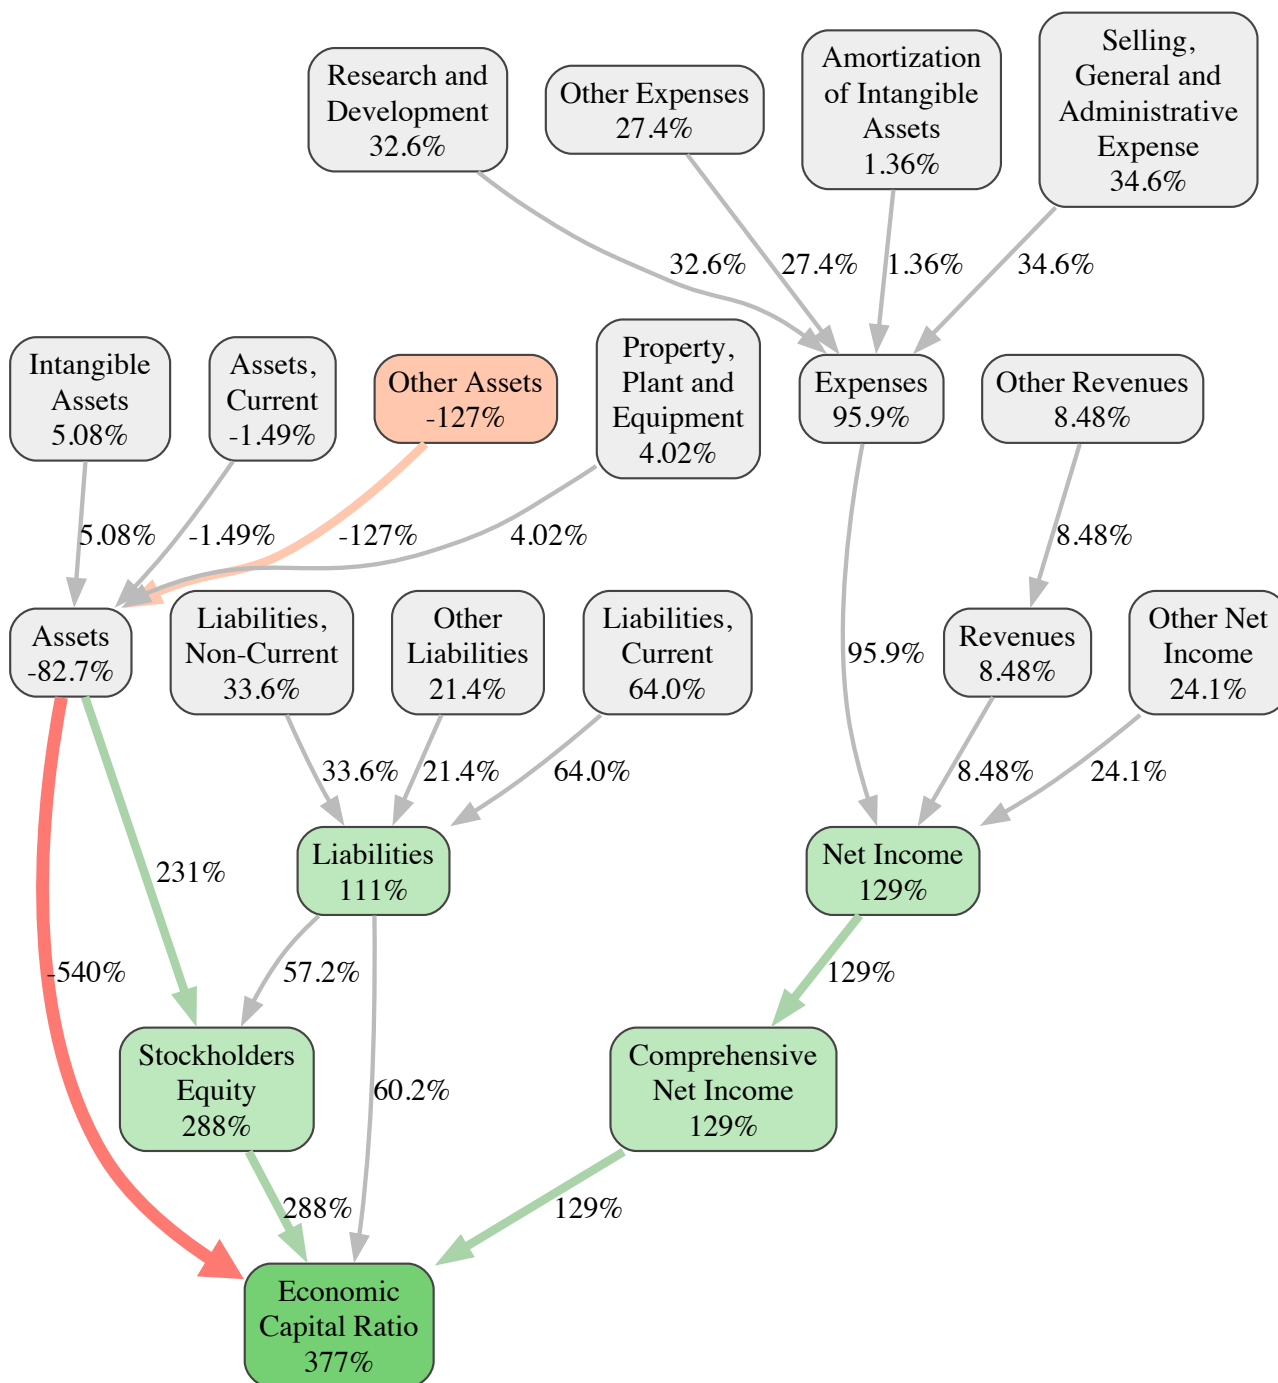 Research and
Development
32.6%
Other Expenses
27.4%
Amortization
of Intangible
Assets
1.36%
Selling,
General and
Administrative
Expense
34.6%
32.6%
27.4%
1.36%
34.6%
Intangible
Assets
5.08%
Assets,
Current
-1.49%
Other Assets
-127%
Property,
Plant and
Equipment
4.02%
Expenses
95.9%
Other Revenues
8.48%
5.08%
-1.49%
-127%
4.02%
8.48%
Assets
-82.7%
Liabilities,
Non-Current
33.6%
Other
Liabilities
21.4%
Liabilities,
Current
64.0%
95.9%
Revenues
8.48%
Other Net
Income
24.1%
33.6%
21.4%
64.0%
8.48%
24.1%
231%
Liabilities
111%
Net Income
129%
-540%
57.2%
129%
Stockholders
Equity
288%
60.2%
Comprehensive
Net Income
129%
288%
129%
Economic
Capital Ratio
377%